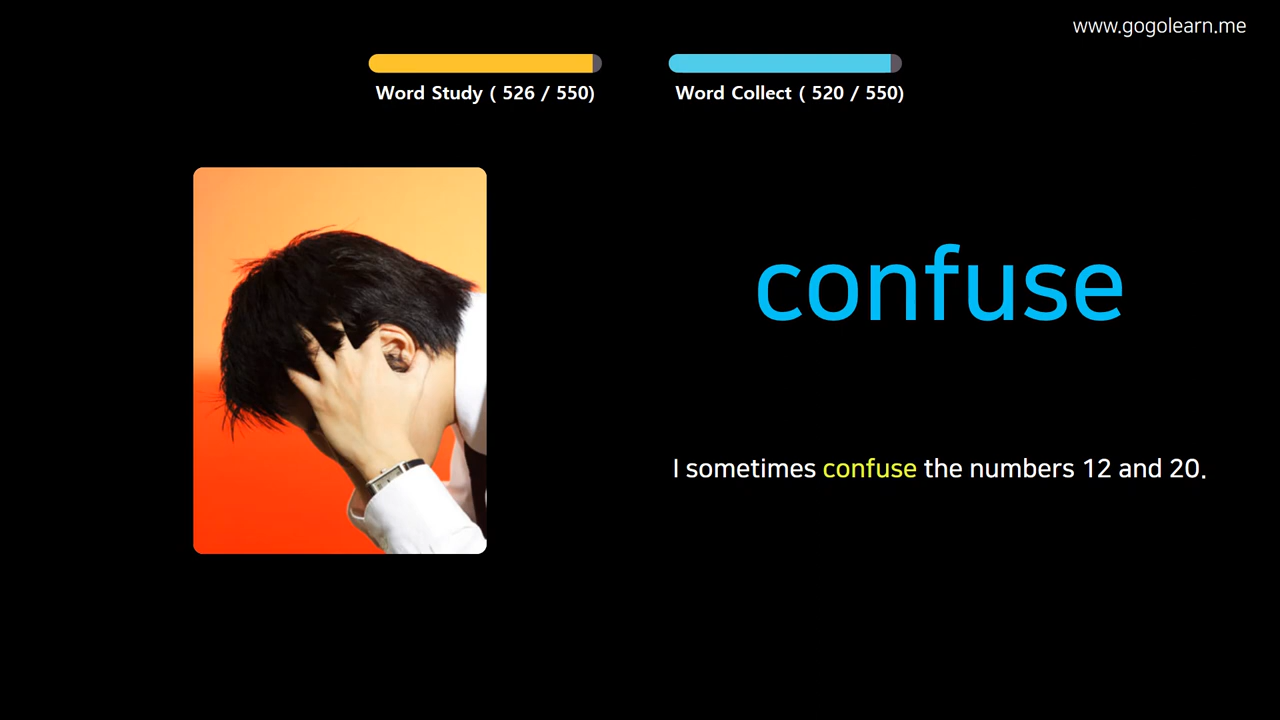 www.gogolearn.me
Word Study ( 526 / 550)
Word Collect ( 520 / 550)
confuse
I sometimes confuse the numbers 12 and 20.